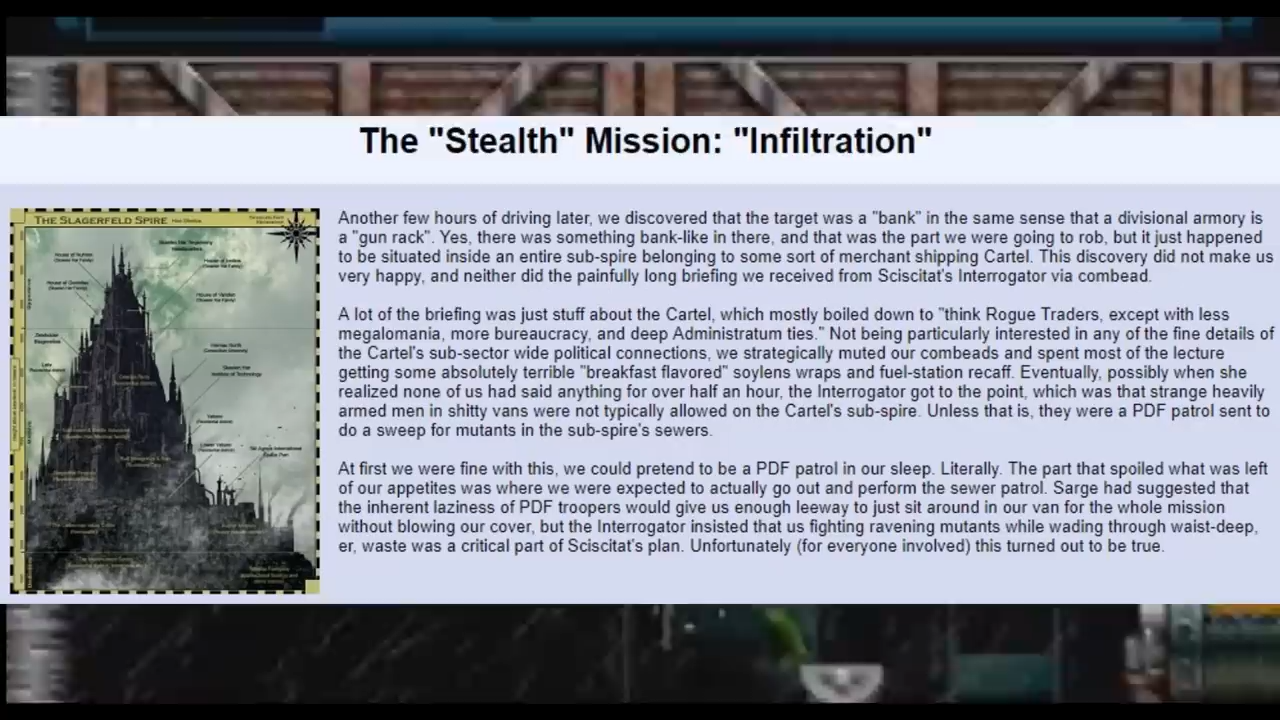 The "Stealth" Mission: "Infiltration"
THE SLAGERFELD SPIRE
Another few hours of driving later, we discovered that the target was a "bank" in the same sense that a divisional armory is
a "gun rack". Yes, there was something bank-like in there, and that was the part we were going to rob, but it just happened
to be situated inside an entire sub-spire belonging to some sort of merchant shipping Cartel. This discovery did not make us
very happy, and neither did the painfully long briefing we received from Sciscitat's Interrogator via combead.
A lot of the briefing was just stuff about the Cartel, which mostly boiled down to "think Rogue Traders, except with less
megalomania, more bureaucracy, and deep Administratum ties." Not being particularly interested in any of the fine details of
the Cartel's sub-sector wide political connections, we strategically muted our combeads and spent most of the lecture
getting some absolutely terrible "breakfast flavored" soylens wraps and fuel-station recaff. Eventually, possibly when she
realized none of us had said anything for over half an hour, the Interrogator got to the point, which was that strange heavily
armed men in shitty vans were not typically allowed on the Cartel's sub-spire. Unless that is, they were a PDF patrol sent to
do a sweep for mutants in the sub-spire's sewers.
At first we were fine with this, we could pretend to be a PDF patrol in our sleep. Literally. The part that spoiled what was left
of our appetites was where we were expected to actually go out and perform the sewer patrol. Sarge had suggested that
the inherent laziness of PDF troopers would give us enough leeway to just sit around in our van for the whole mission
without blowing our cover, but the Interrogator insisted that us fighting ravening mutants while wading through waist-deep,
er, waste was a critical part of Sciscitat's plan. Unfortunately (for everyone involved) this turned out to be true.